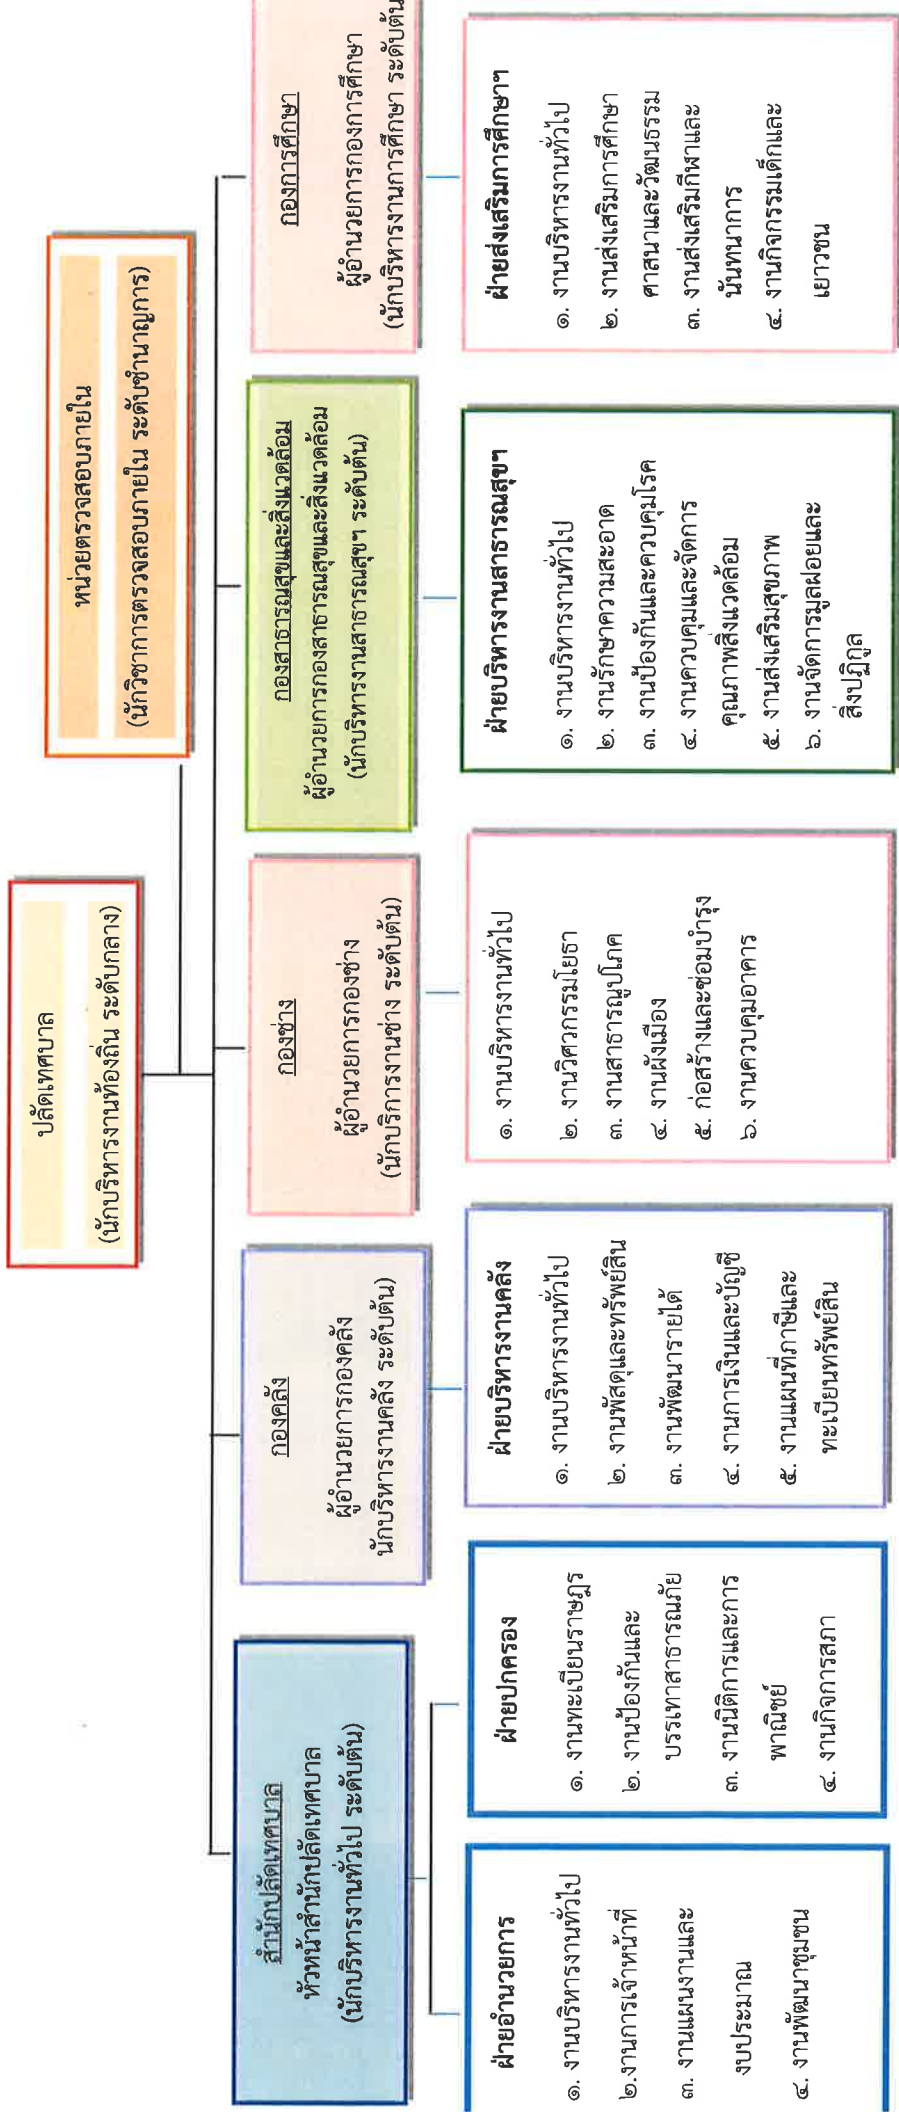 ปลัดเทศบาล
(นักบริหารงานท้องถิ่น ระดับกลาง)
หน่วยตรวจสอบภายใน
(นักวิชาการตรวจสอบภายใน ระดับชำนาญการ)
สำนักปลัดเทศบาล
หัวหน้าสำนักปลัดเทศบาล
(นักบริหารงานทั่วไป ระดับต้น)
กองคลัง
ผู้อำนวยการกองคลัง
นักบริหารงานคลัง ระดับต้น)
กองช่าง
ผู้อำนวยการกองช่าง
(นักบริการงานช่าง ระดับต้น)
กองสาธารณสุขและสิ่งแวดล้อม
ผู้อำนวยการกองสาธารณสุขและสิ่งแวดล้อม
(นักบริหารงานสาธารณสุขฯ ระดับต้น)
กองการศึกษา
ผู้อำนวยการกองการศึกษา
(นักบริหารงานการศึกษา ระดับต้น
ฝ่ายอำนวยการ
๑. งานบริหารงานทั่วไป
๒.งานการเจ้าหน้าที่
๓. งานแผนงานและ
งบประมาณ
๔. งานพัฒนาชุมชน
ฝ่ายปกครอง
๑. งานทะเบียนราษฎร
๒. งานป้องกันและ
บรรเทาสาธารณภัย
๓. งานนิติการและการ
พาณิชย์
๔. งานกิจการสภา
ฝ่ายบริหารงานคลัง
๑. งานบริหารงานทั่วไป
๒. งานพัสดุและทรัพย์สิน
๓. งานพัฒนารายได้
๔. งานการเงินและบัญชี
๕. งานแผนที่ภาษีและ
ทะเบียนทรัพย์สิน
๑. งานบริหารงานทั่วไป
๒. งานวิศวกรรมโยธา
๓. งานสาธารณูปโภค
๔. งานผังเมือง
๕. ก่อสร้างและซ่อมบำรุง
๖. งานควบคุมอาคาร
ฝ่ายบริหารงานสาธารณสุขฯ
๑. งานบริหารงานทั่วไป
๒. งานรักษาความสะอาด
๓. งานป้องกันและควบคุมโรค
๔. งานควบคุมและจัดการ
คุณภาพสิ่งแวดล้อม
๕. งานส่งเสริมสุขภาพ
๖. งานจัดการมูลฝอยและ
สิ่งปฏิกูล
ฝ่ายส่งเสริมการศึกษาฯ
๑. งานบริหารงานทั่วไป
๒. งานส่งเสริมการศึกษา
ศาสนาและวัฒนธรรม
๓. งานส่งเสริมกีฬาและ
นันทนาการ
๔. งานกิจกรรมเด็กและ
เยาวชน